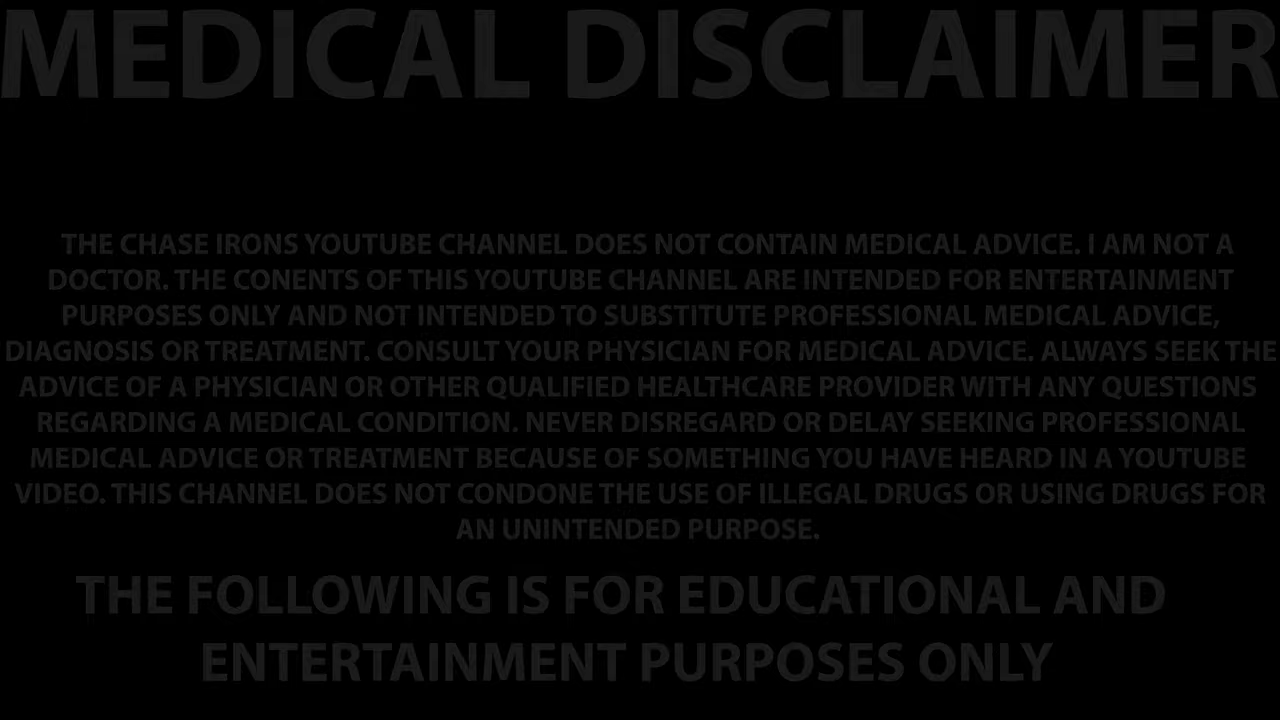 MEDICAL DISCLAIMER
THE CHASE IRONS YOUTUBE CHANNEL DOES NOT CONTAIN MEDICAL ADVICE. I AM NOT A
DOCTOR. THE CONENTS OF THIS YOUTUBE CHANNEL ARE INTENDED FOR ENTERTAINMENT
PURPOSES ONLY AND NOT INTENDED TO SUBSTITUTE PROFESSIONAL MEDICAL ADVICE,
DIAGNOSIS OR TREATMENT. CONSULT YOUR PHYSICIAN FOR MEDICAL ADVICE. ALWAYS SEEK THE
ADVICE OF A PHYSICIAN OR OTHER QUALIFIED HEALTHCARE PROVIDER WITH ANY QUESTIONS
REGARDING A MEDICAL CONDITION. NEVER DISREGARD OR DELAY SEEKING PROFESSIONAL
MEDICAL ADVICE OR TREATMENT BECAUSE OF SOMETHING YOU HAVE HEARD IN A YOUTUBE
VIDEO. THIS CHANNEL DOES NOT CONDONE THE USE OF ILLEGAL DRUGS OR USING DRUGS FOR
AN UNINTENDED PURPOSE.
THE FOLLOWING IS FOR EDUCATIONAL AND
ENTERTAINMENT PURPOSES ONLY